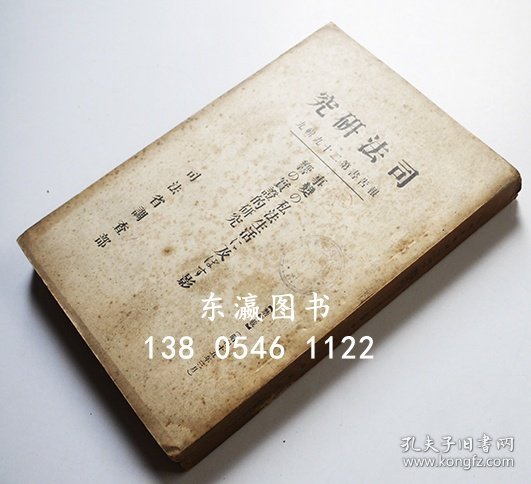 司法研究
報告書第二十九輯九
事變の私法生活に及ぼす影
響の實證的研究
司法省調査部
东瀛图书
138 0546 1122
孔夫子旧书网
www.kongfz.com